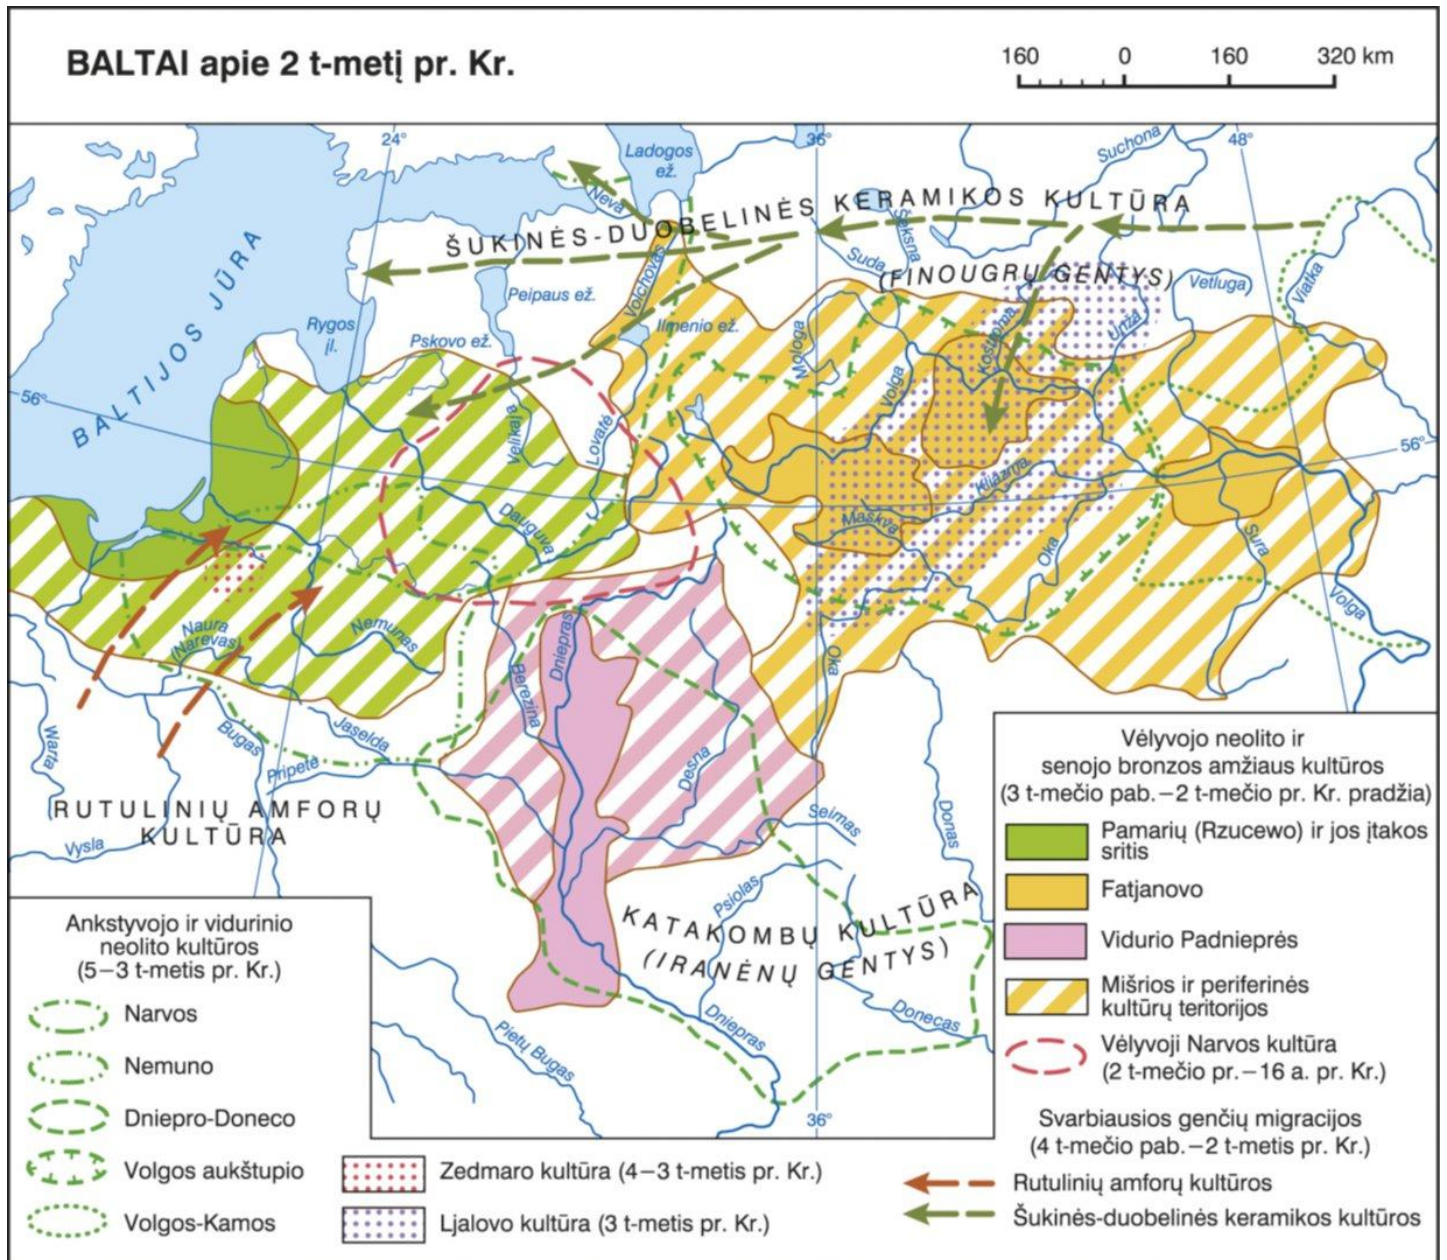 BALTAI apie 2 t-metį pr. Kr.
160 0 160 320 km
24°
36°
48°
Ladogos
ež.
Suchona
Neva
ŠUKINĖS-DUOBELINĖS KERAMIKOS KULTŪRA
(FINOUGRŲ GENTYS)
Šeksna
Suda
Vetluga
Viatka
Volchovas
Peipaus ež.
BALTIJOS JŪRA
Rygos
įl.
Pskovo ež.
Ilmenio ež.
Mologa
Volga
Kostroma
Unža
56°
56°
Velikaja
Lovatė
Kliazma
Maskva
Oka
Sura
Volga
Dauguva
Naura
(Narevas)
Nemunas
Dniepras
Berezina
Oka
Warta
Bugas
Jaselda
Pripetė
Desna
Seimas
Donas
RUTULINIŲ AMFORŲ
KULTŪRA
Vysla
Psiolas
KATAKOMBŲ KULTŪRA
(IRANĖNŲ GENTYS)
Dniepras
Donecas
Pietų Bugas
36°
Vėlyvojo neolito ir
senojo bronzos amžiaus kultūros
(3 t-mečio pab.–2 t-mečio pr. Kr. pradžia)
Pamarių (Rzucewo) ir jos įtakos
sritis
Fatjanovo
Vidurio Padnieprės
Mišrios ir periferinės
kultūrų teritorijos
Vėlyvoji Narvos kultūra
(2 t-mečio pr.–16 a. pr. Kr.)
Svarbiausios genčių migracijos
(4 t-mečio pab.–2 t-metis pr. Kr.)
Rutulinių amforų kultūros
Šukinės-duobelinės keramikos kultūros
Ankstyvojo ir vidurinio
neolito kultūros
(5–3 t-metis pr. Kr.)
Narvos
Nemuno
Dniepro-Doneco
Volgos aukštupio
Volgos-Kamos
Zedmaro kultūra (4–3 t-metis pr. Kr.)
Ljalovo kultūra (3 t-metis pr. Kr.)